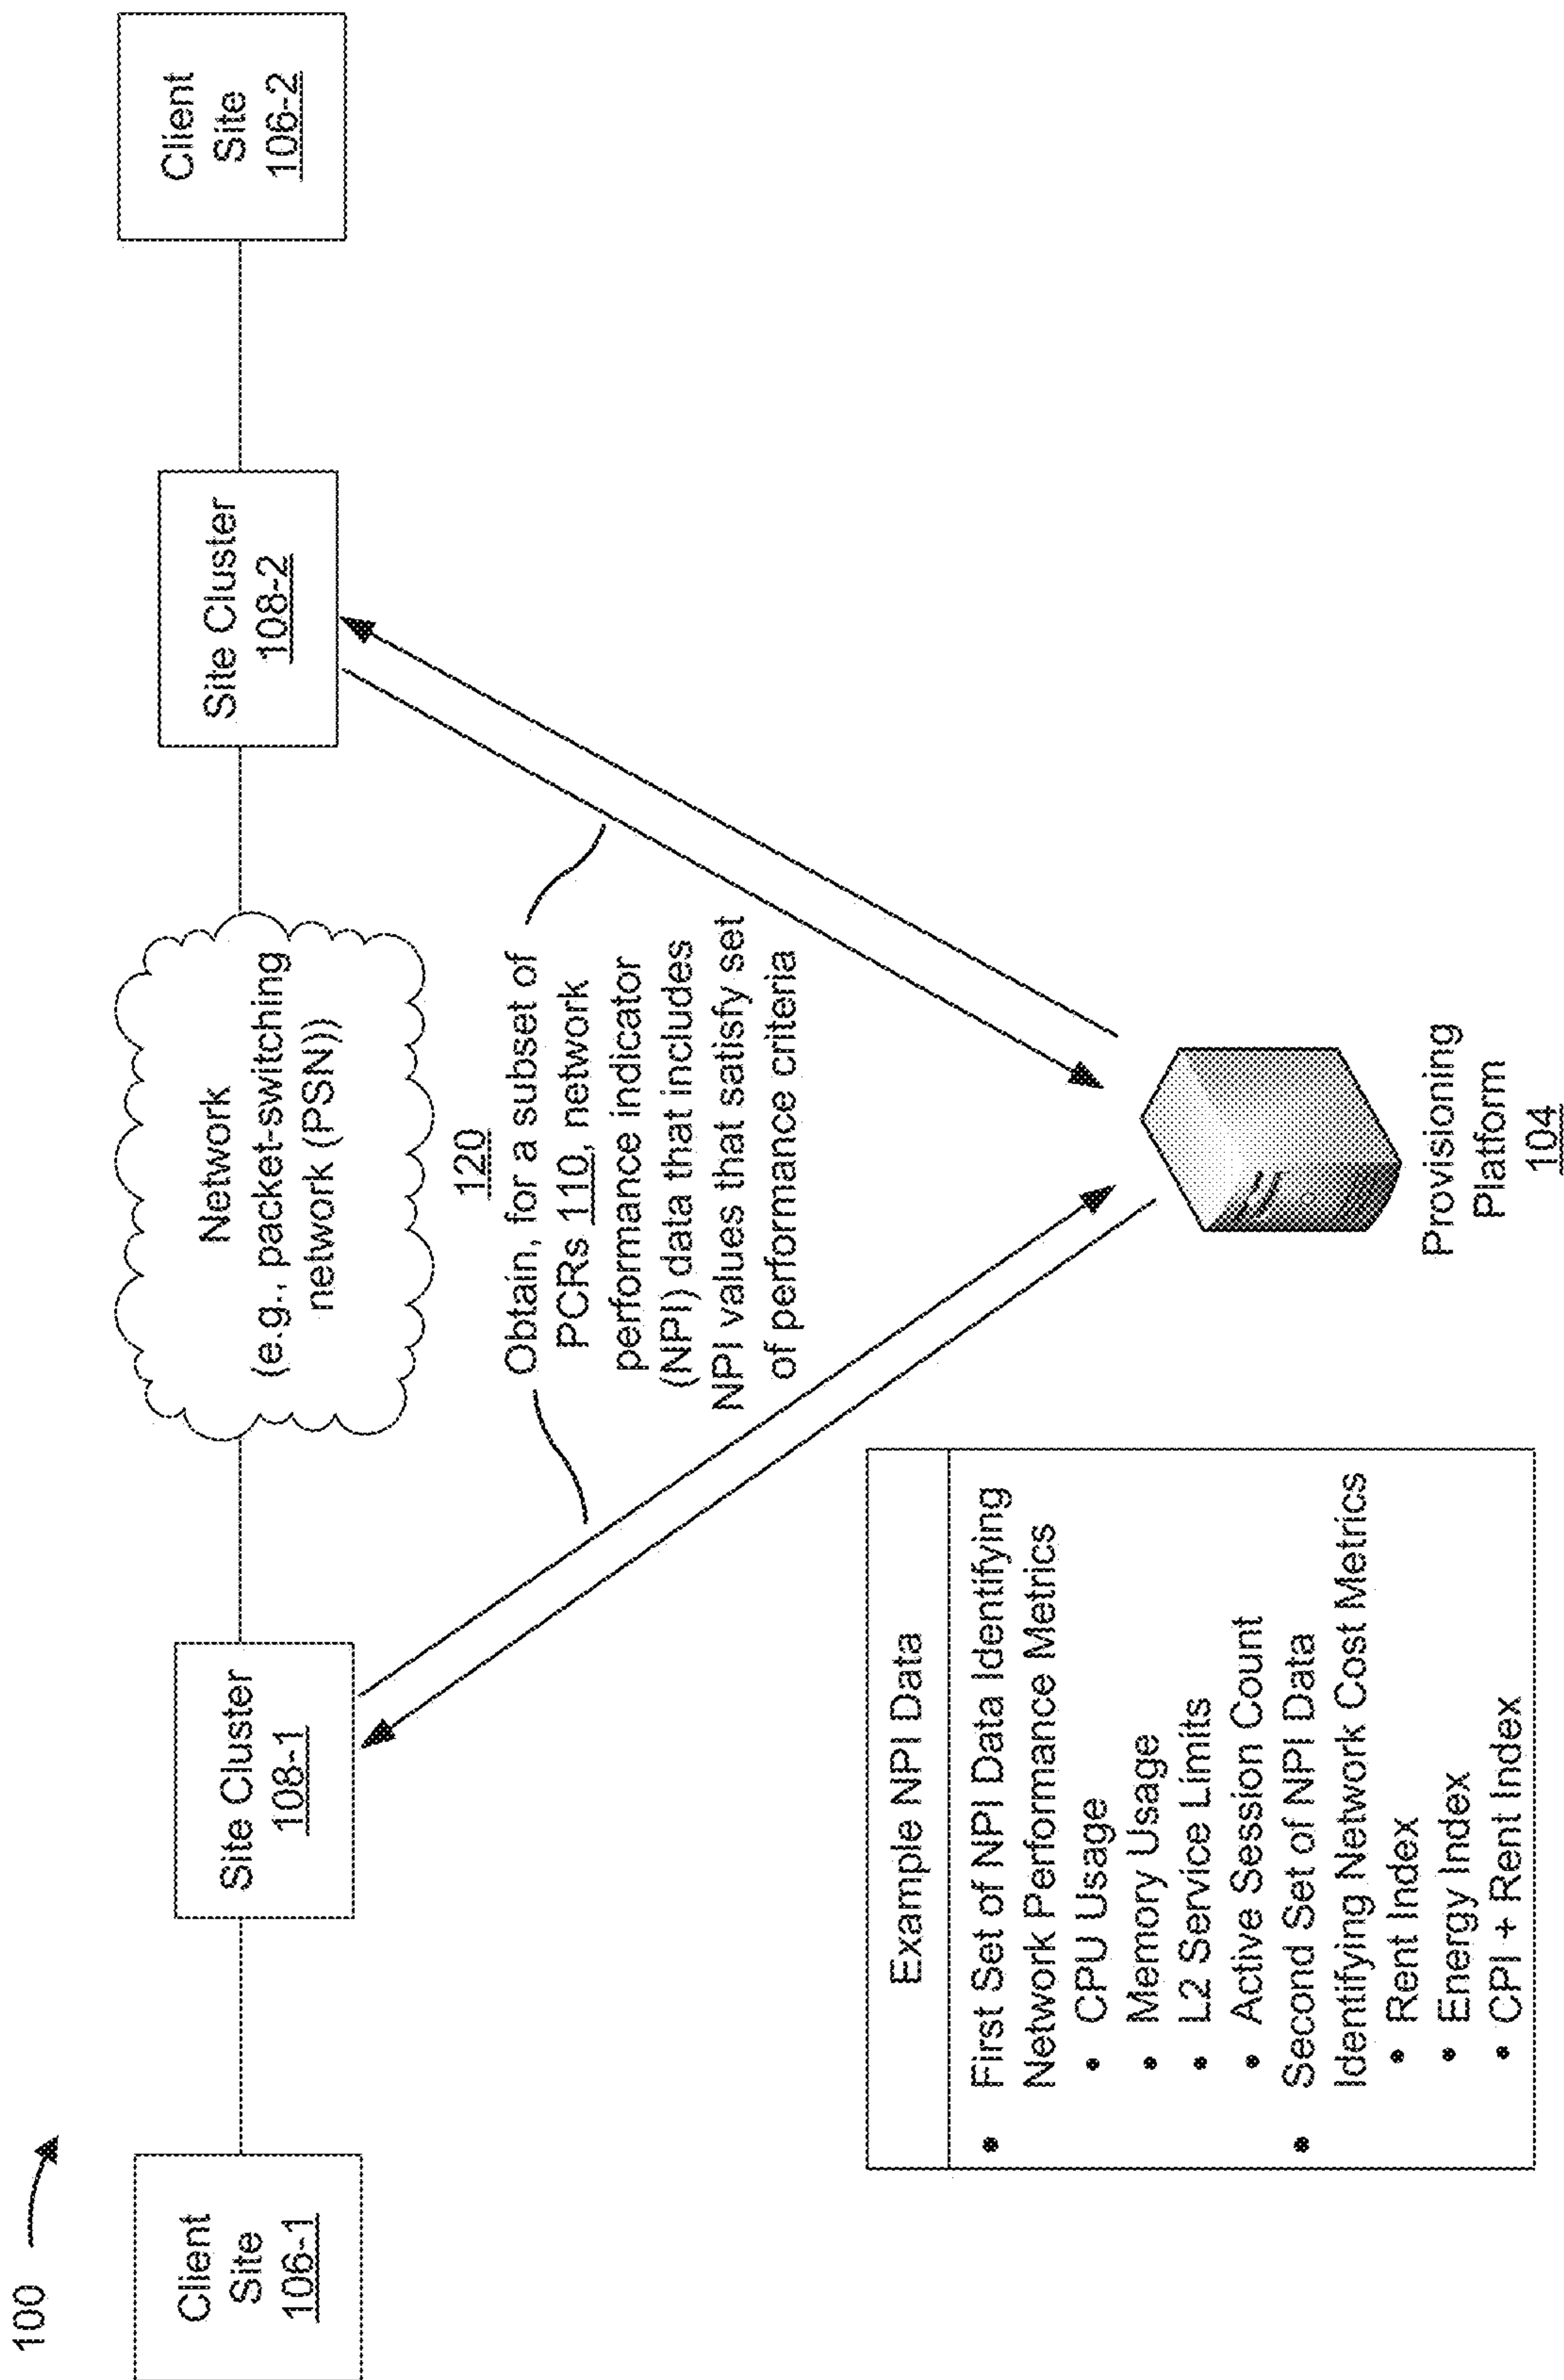 100
Client
Site
106-1
Site Cluster
108-1
Network
(e.g., packet-switching
network (PSN))
Site Cluster
108-2
Client
Site
106-2
120
Obtain, for a subset of
PCRs 110, network
performance indicator
(NPI) data that includes
NPI values that satisfy set
of performance criteria
Example NPI Data
• First Set of NPI Data Identifying
Network Performance Metrics
• CPU Usage
• Memory Usage
• L2 Service Limits
• Active Session Count
• Second Set of NPI Data
Identifying Network Cost Metrics
• Rent Index
• Energy Index
• CPI + Rent Index
Provisioning
Platform
104